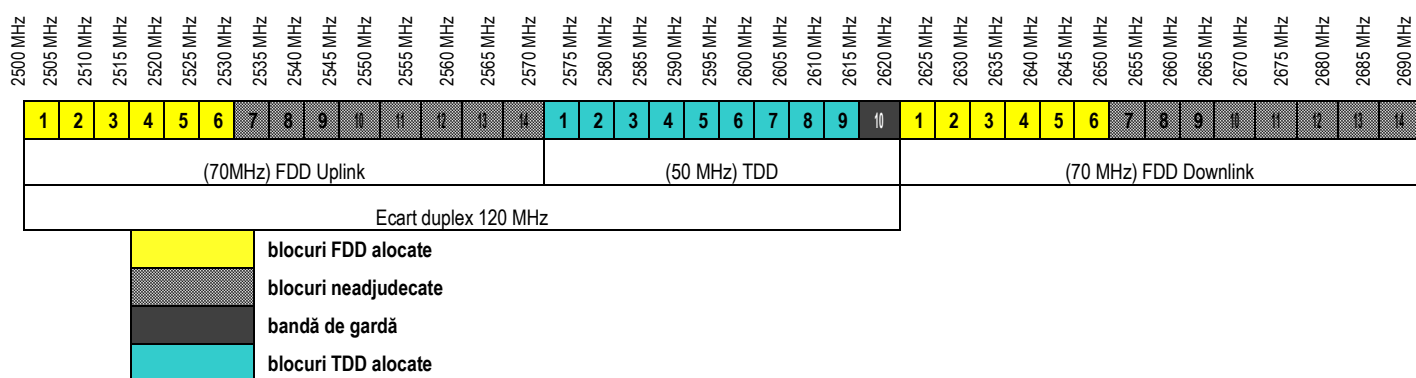 2500 MHz 2505 MHz 2510 MHz 2515 MHz 2520 MHz 2525 MHz 2530 MHz 2535 MHz 2540 MHz 2545 MHz 2550 MHz 2555 MHz 2560 MHz 2565 MHz 2570 MHz 2575 MHz 2580 MHz 2585 MHz 2590 MHz 2595 MHz 2600 MHz 2605 MHz 2610 MHz 2615 MHz 2620 MHz 2625 MHz 2630 MHz 2635 MHz 2640 MHz 2645 MHz 2650 MHz 2655 MHz 2660 MHz 2665 MHz 2670 MHz 2675 MHz 2680 MHz 2685 MHz 2690 MHz
1 2 3 4 5 6 7 8 9 10 11 12 13 14 1 2 3 4 5 6 7 8 9 10 1 2 3 4 5 6 7 8 9 10 11 12 13 14
(70MHz) FDD Uplink (50 MHz) TDD (70 MHz) FDD Downlink
Ecart duplex 120 MHz
blocuri FDD alocate
blocuri neadjudecate
bandă de gardă
blocuri TDD alocate